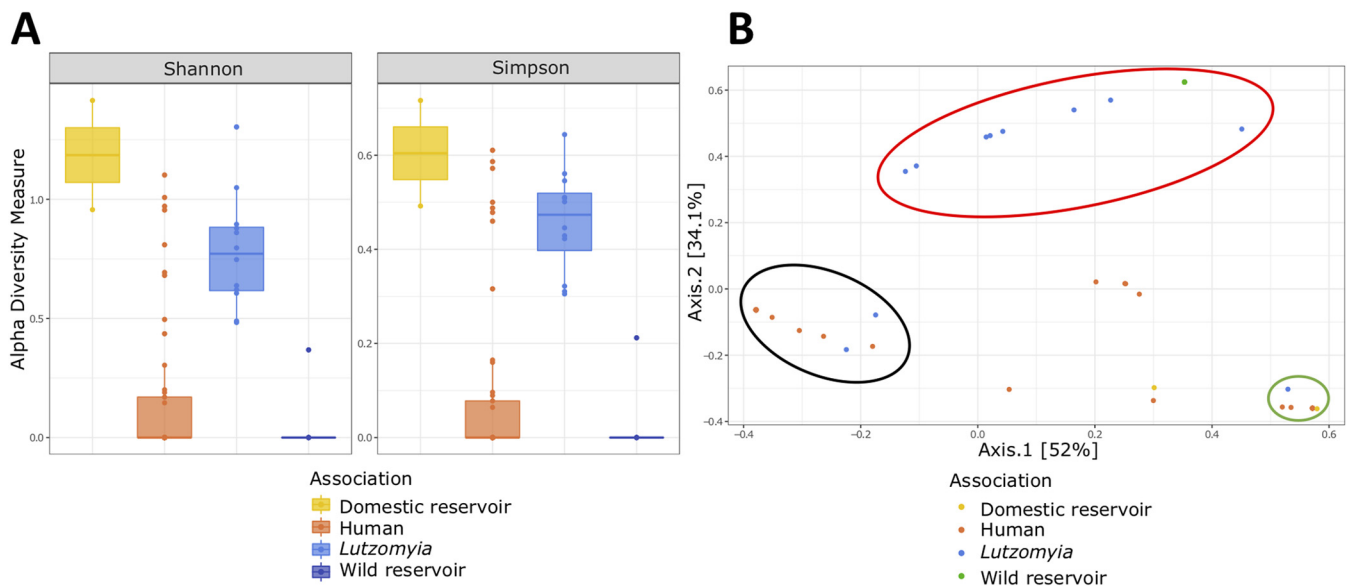 A
B
Shannon
Simpson
Alpha Diversity Measure
1.0
0.5
0.0
0.6
0.4
0.2
0.0
Association
Domestic reservoir
Human
Lutzomyia
Wild reservoir
Axis.2 [34.1%]
0.6
0.4
0.2
0.0
−0.2
−0.4
−0.4
−0.2
0.0
0.2
0.4
0.6
Axis.1 [52%]
Association
Domestic reservoir
Human
Lutzomyia
Wild reservoir